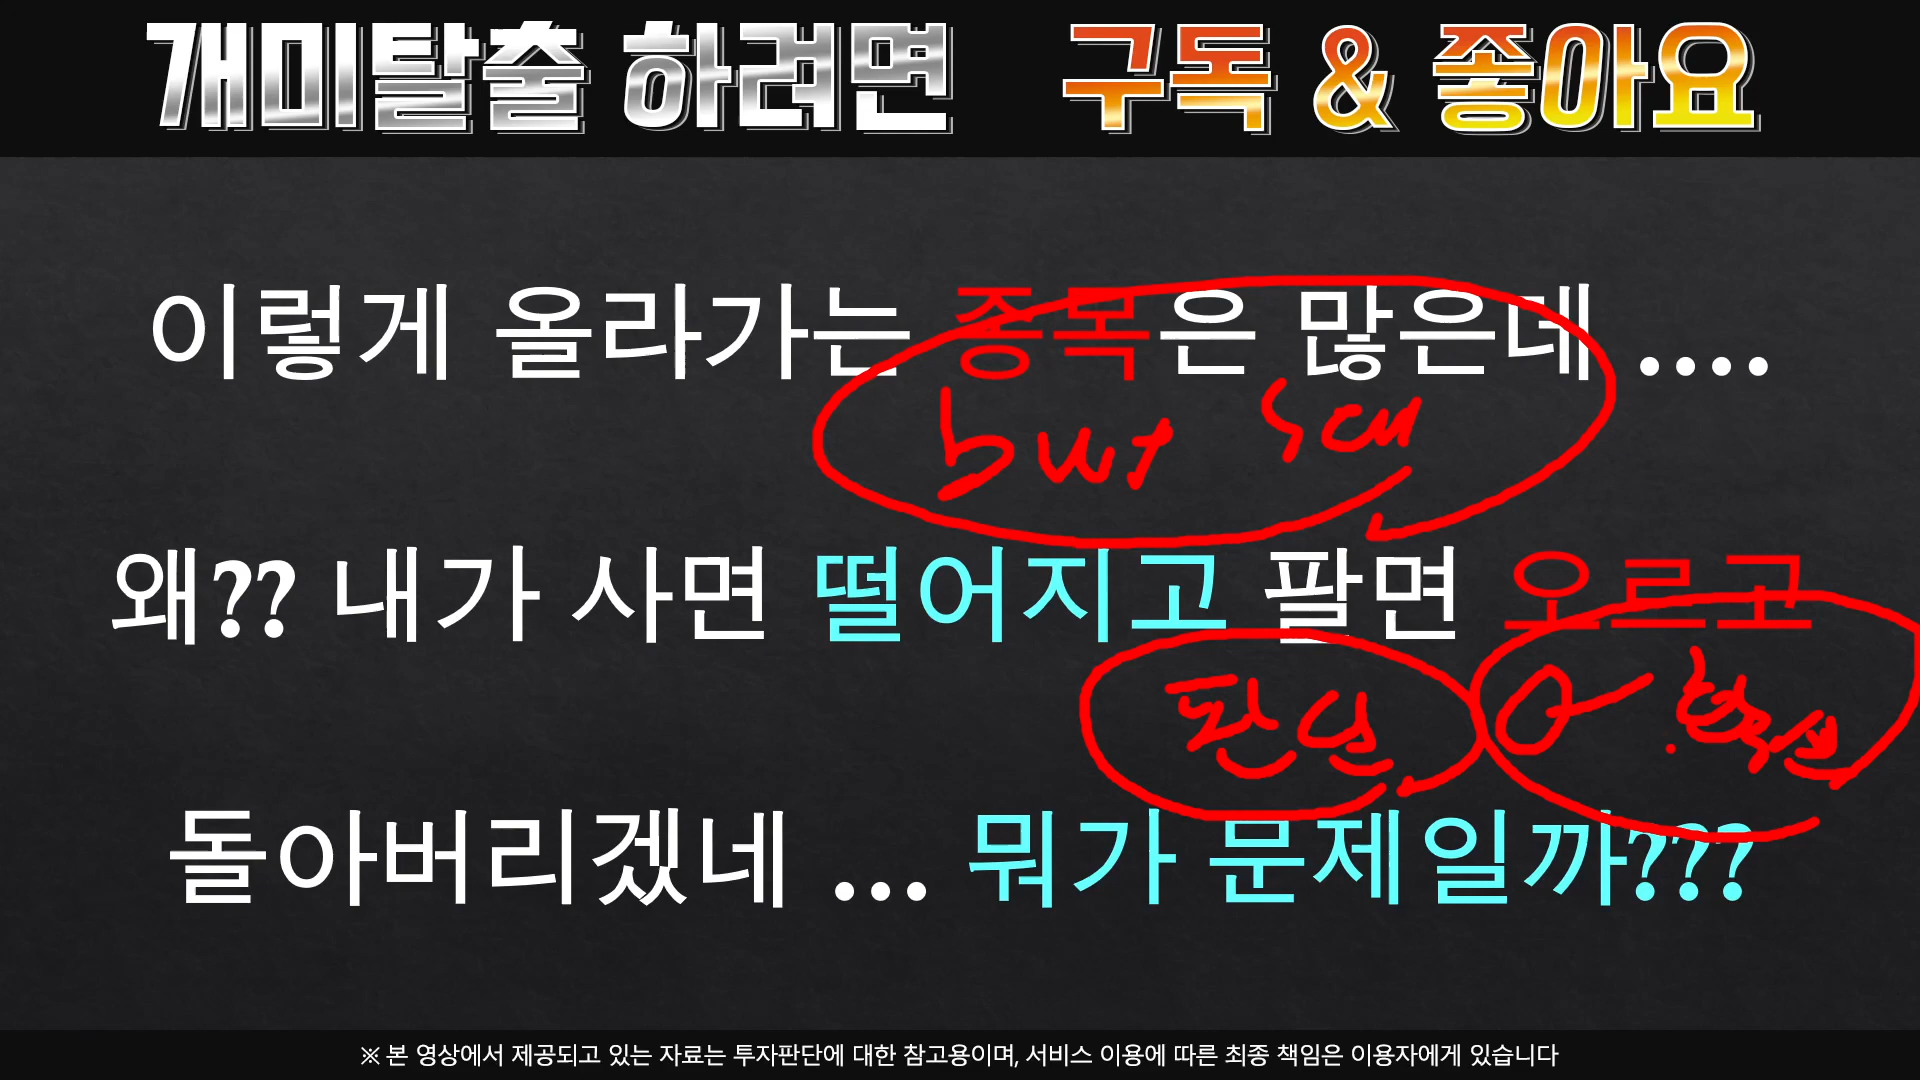 개미탈출 하려면 구독 & 좋아요
이렇게 올라가는 종목은 많은데 ....
but
왜?? 내가 사면 떨어지고 팔면 오르고
판단
돌아버리겠네 ... 뭐가 문제일까???
※ 본 영상에서 제공되고 있는 자료는 투자판단에 대한 참고용이며, 서비스 이용에 따른 최종 책임은 이용자에게 있습니다